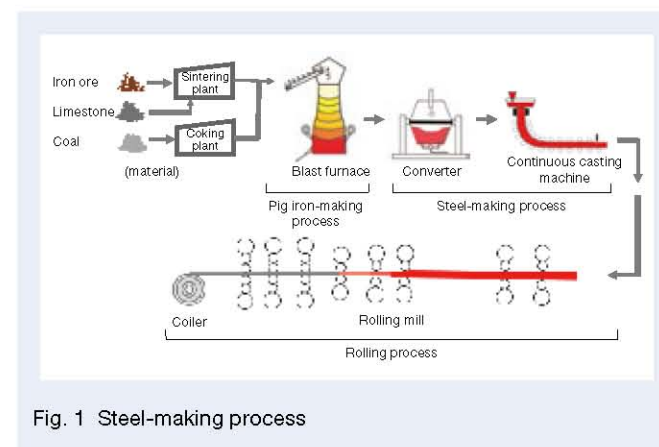 Iron ore
Sintering
plant
Limestone
Coking
plant
Coal
(material)
Blast furnace
Converter
Continuous casting
machine
Pig iron-making
process
Steel-making process
Coiler
Rolling mill
Rolling process
Fig. 1 Steel-making process